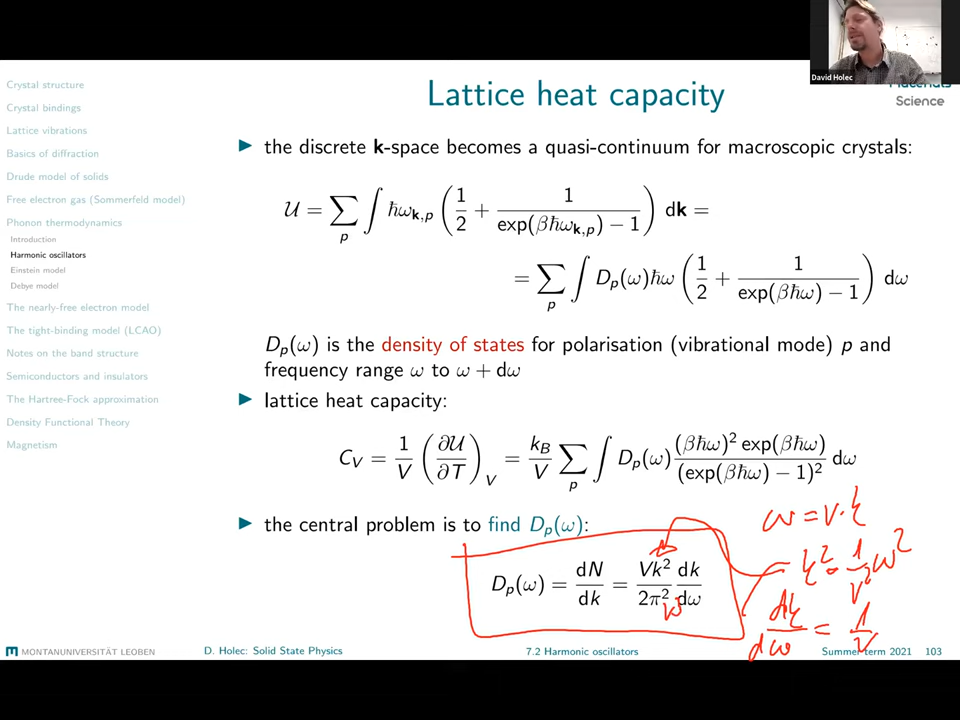 David Holec
Materials
Science
Crystal structure
Crystal bindings
Lattice vibrations
Basics of diffraction
Drude model of solids
Free electron gas (Sommerfeld model)
Phonon thermodynamics
Introduction
Harmonic oscillators
Einstein model
Debye model
The nearly-free electron model
The tight-binding model (LCAO)
Notes on the band structure
Semiconductors and insulators
The Hartree-Fock approximation
Density Functional Theory
Magnetism
Lattice heat capacity
▶ the discrete k-space becomes a quasi-continuum for macroscopic crystals:
U = ∑_p ∫ ħω_{k,p} (1/2 + 1/(exp(βħω_{k,p}) − 1)) dk =
= ∑_p ∫ D_p(ω)ħω (1/2 + 1/(exp(βħω) − 1)) dω
D_p(ω) is the density of states for polarisation (vibrational mode) p and
frequency range ω to ω + dω
▶ lattice heat capacity:
C_V = 1/V (∂U/∂T)_V = k_B/V ∑_p ∫ D_p(ω) (βħω)² exp(βħω)/(exp(βħω) − 1)² dω
▶ the central problem is to find D_p(ω):
D_p(ω) = dN/dk = Vk²/2π² dk/dω
ω
ω = v·k
k² = 1/v² ω²
dk/dω = 1/v
MONTANUNIVERSITÄT LEOBEN
D. Holec: Solid State Physics
7.2 Harmonic oscillators
Summer term 2021 103